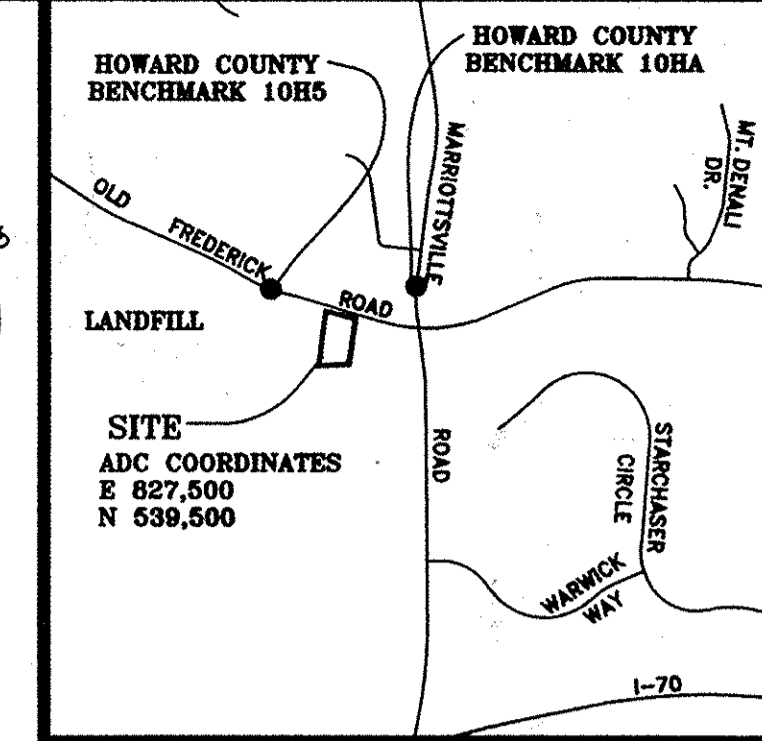 HOWARD COUNTY
BENCHMARK 10H5
HOWARD COUNTY
BENCHMARK 10HA
MT. DENALI
DR.
MARRIOTTSVILLE
ROAD
OLD
FREDERICK
ROAD
LANDFILL
SITE
ADC COORDINATES
E 827,500
N 539,500
STARCHASER
CIRCLE
WARWICK
WAY
I-70